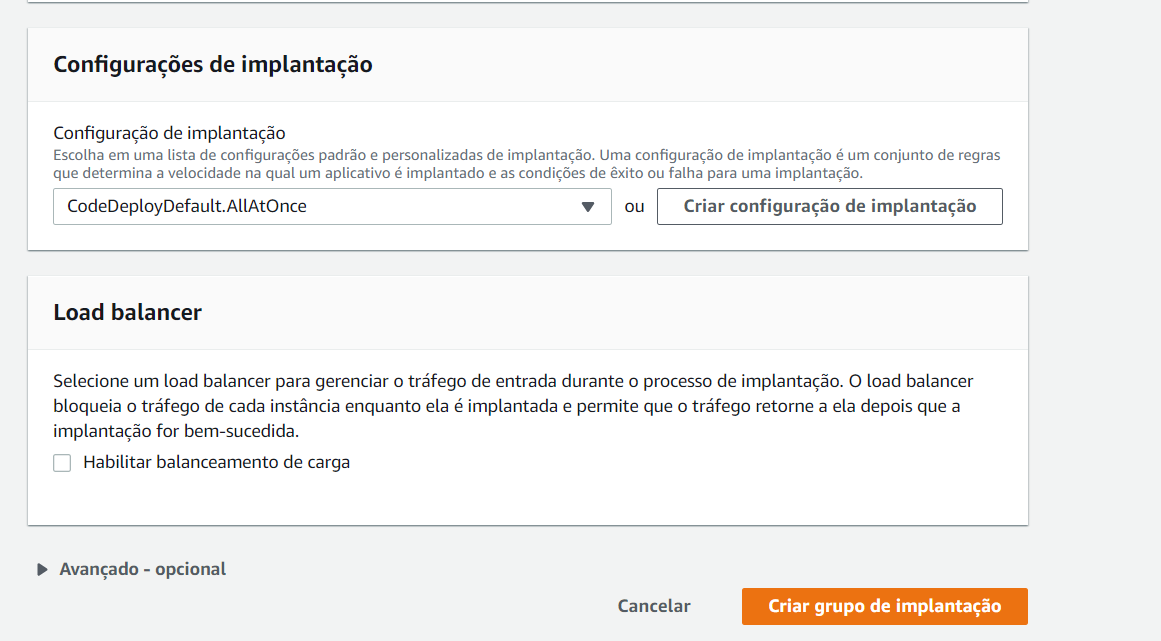 Configurações de implantação
Configuração de implantação
Escolha em uma lista de configurações padrão e personalizadas de implantação. Uma configuração de implantação é um conjunto de regras
que determina a velocidade na qual um aplicativo é implantado e as condições de êxito ou falha para uma implantação.
CodeDeployDefault.AllAtOnce ou Criar configuração de implantação
Load balancer
Selecione um load balancer para gerenciar o tráfego de entrada durante o processo de implantação. O load balancer
bloqueia o tráfego de cada instância enquanto ela é implantada e permite que o tráfego retorne a ela depois que a
implantação for bem-sucedida.
Habilitar balanceamento de carga
Avançado - opcional
Cancelar Criar grupo de implantação